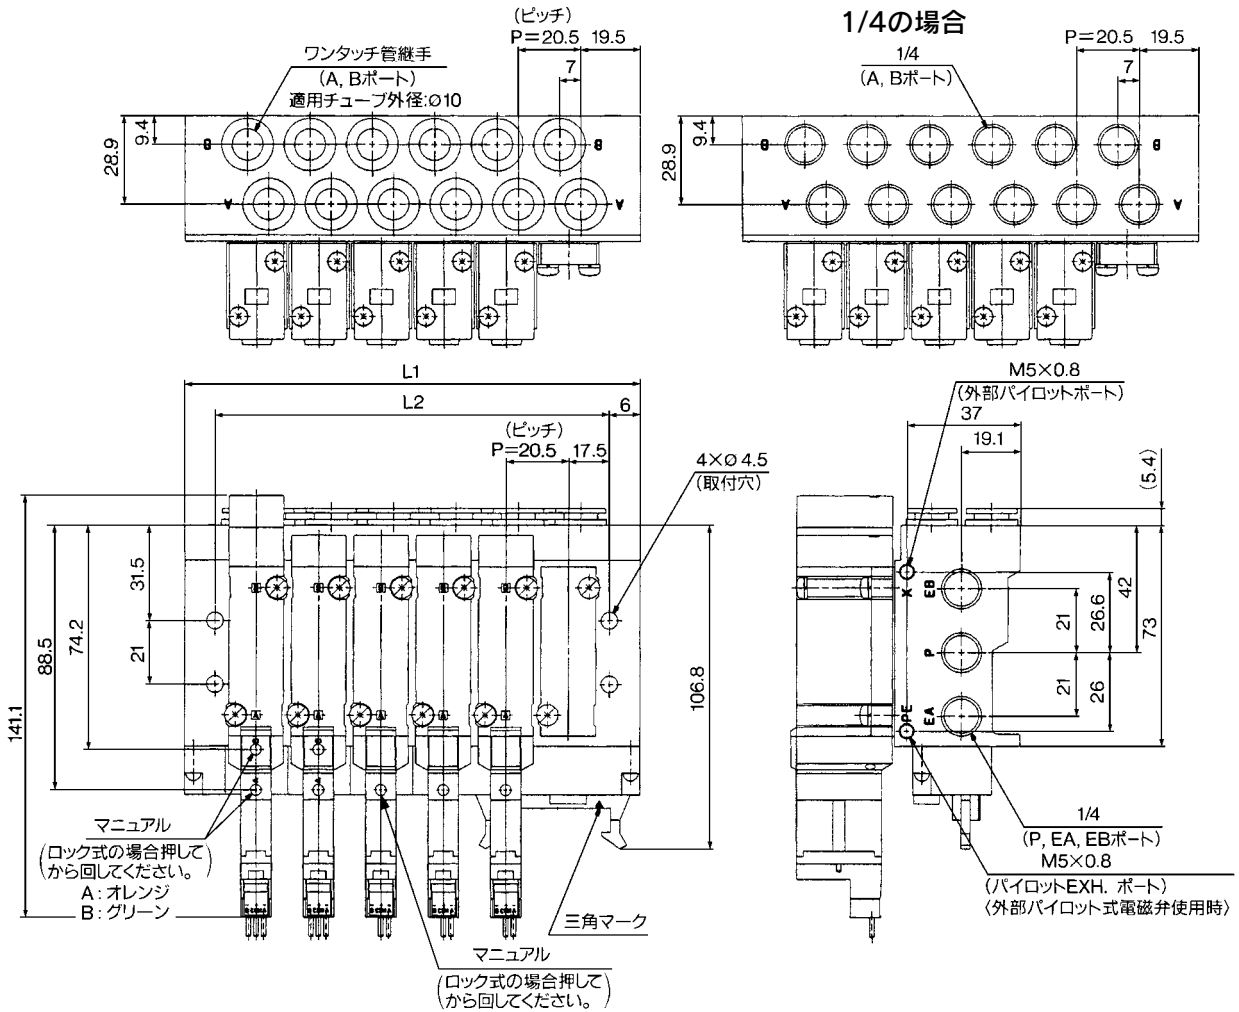 (ピッチ)
P=20.5 19.5
7
ワンタッチ管継手
(A, Bポート)
適用チューブ外径:Ø10
28.9
9.4
B
B
A
A
1/4の場合
1/4
(A, Bポート)
P=20.5 19.5
7
28.9
9.4
B
B
A
A
L1
L2
6
(ピッチ)
P=20.5 17.5
4×Ø4.5
(取付穴)
141.1
88.5
74.2
31.5
21
106.8
B
B
B
B
B
A
A
A
A
A
マニュアル
(ロック式の場合押して
から回してください。)
A:オレンジ
B:グリーン
三角マーク
マニュアル
(ロック式の場合押して
から回してください。)
M5×0.8
(外部パイロットポート)
37
19.1
(5.4)
X
EB
P
PE
EA
21
26.6
42
73
21
26
1/4
(P, EA, EBポート)
M5×0.8
(パイロットEXH. ポート)
〈外部パイロット式電磁弁使用時〉